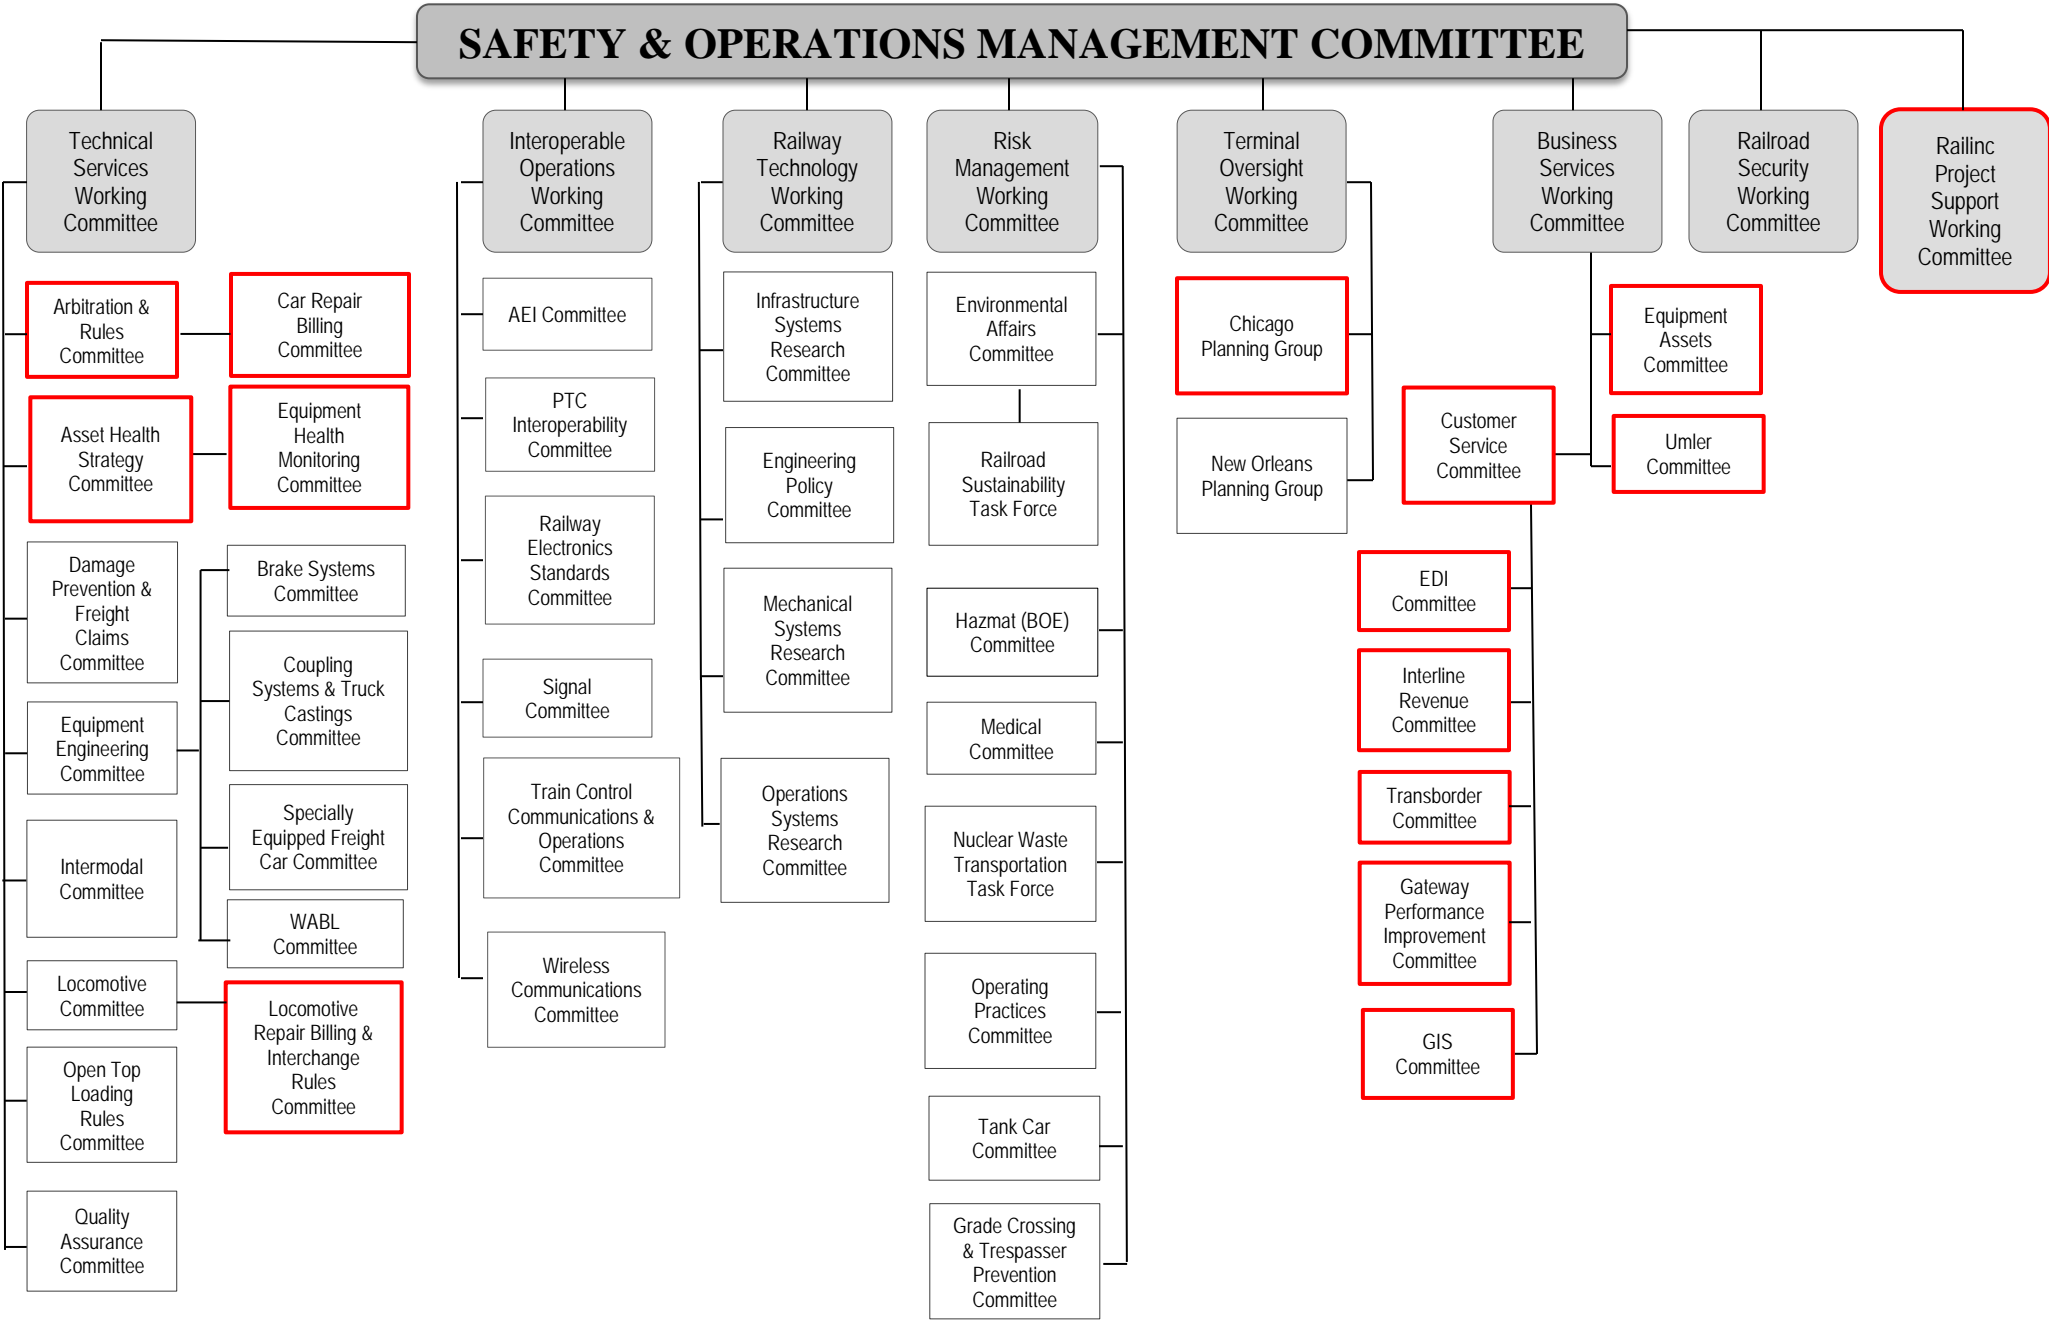 SAFETY & OPERATIONS MANAGEMENT COMMITTEE
Technical
Services
Working
Committee
Interoperable
Operations
Working
Committee
Railway
Technology
Working
Committee
Risk
Management
Working
Committee
Terminal
Oversight
Working
Committee
Business
Services
Working
Committee
Railroad
Security
Working
Committee
Railinc
Project
Support
Working
Committee
Arbitration &
Rules
Committee
Car Repair
Billing
Committee
Asset Health
Strategy
Committee
Equipment
Health
Monitoring
Committee
Damage
Prevention &
Freight
Claims
Committee
Equipment
Engineering
Committee
Brake Systems
Committee
Coupling
Systems & Truck
Castings
Committee
Specially
Equipped Freight
Car Committee
WABL
Committee
Intermodal
Committee
Locomotive
Committee
Locomotive
Repair Billing &
Interchange
Rules
Committee
Open Top
Loading
Rules
Committee
Quality
Assurance
Committee
AEI Committee
PTC
Interoperability
Committee
Railway
Electronics
Standards
Committee
Signal
Committee
Train Control
Communications &
Operations
Committee
Wireless
Communications
Committee
Infrastructure
Systems
Research
Committee
Engineering
Policy
Committee
Mechanical
Systems
Research
Committee
Operations
Systems
Research
Committee
Environmental
Affairs
Committee
Railroad
Sustainability
Task Force
Hazmat (BOE)
Committee
Medical
Committee
Nuclear Waste
Transportation
Task Force
Operating
Practices
Committee
Tank Car
Committee
Grade Crossing
& Trespasser
Prevention
Committee
Chicago
Planning Group
New Orleans
Planning Group
Equipment
Assets
Committee
Customer
Service
Committee
Umler
Committee
EDI
Committee
Interline
Revenue
Committee
Transborder
Committee
Gateway
Performance
Improvement
Committee
GIS
Committee